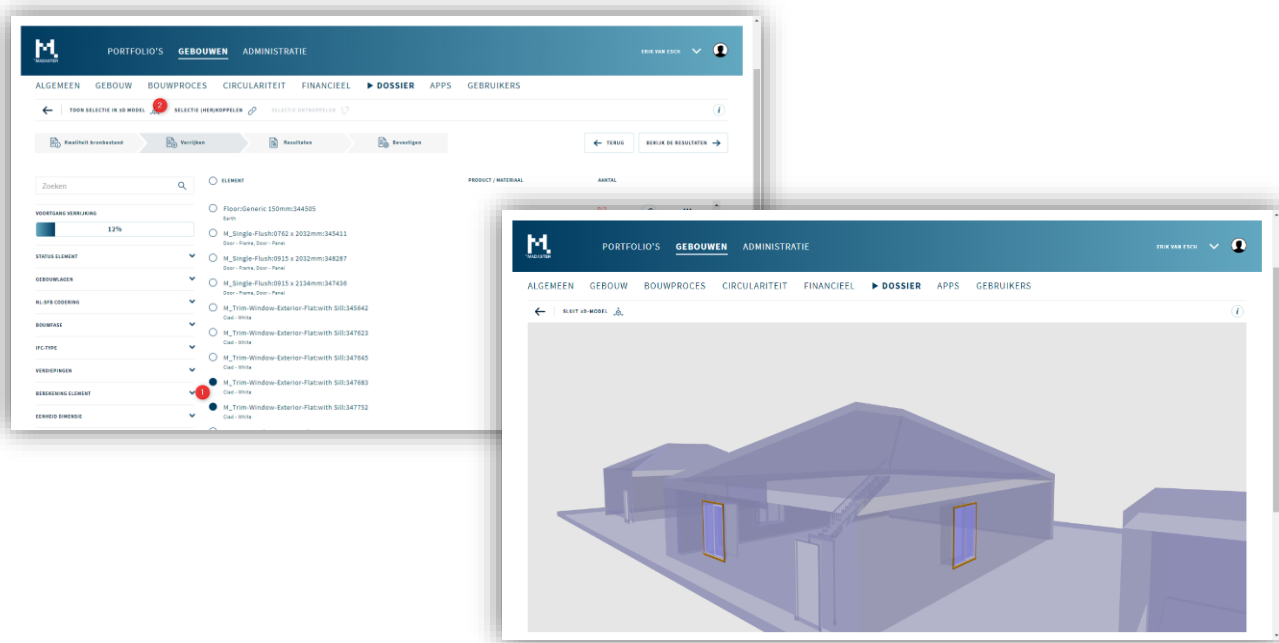 MADASTER
PORTFOLIO'S GEBOUWEN ADMINISTRATIE
ERIK VAN ESCH
ALGEMEEN GEBOUW BOUWPROCES CIRCULARITEIT FINANCIEEL ▶ DOSSIER APPS GEBRUIKERS
TOON SELECTIE IN 3D MODEL 2 SELECTIE (HER)KOPPELEN SELECTIE ONTKOPPELEN i
Kwaliteit bronbestand Verrijken Resultaten Bevestigen ← TERUG BEKIJK DE RESULTATEN →
Zoeken
ELEMENT PRODUCT / MATERIAAL AANTAL
VOORTGANG VERRIJKING
12%
STATUS ELEMENT
GEBOUWLAGEN
NL-SFB CODERING
BOUWFASE
IFC-TYPE
VERDIEPINGEN
BEREKENING ELEMENT 1
EENHEID DIMENSIE
Floor:Generic 150mm:344505
Earth
M_Single-Flush:0762 x 2032mm:345411
Door - Frame, Door - Panel
M_Single-Flush:0915 x 2032mm:348287
Door - Frame, Door - Panel
M_Single-Flush:0915 x 2134mm:347436
Door - Frame, Door - Panel
M_Trim-Window-Exterior-Flat:with Sill:345642
Clad - White
M_Trim-Window-Exterior-Flat:with Sill:347623
Clad - White
M_Trim-Window-Exterior-Flat:with Sill:347645
Clad - White
M_Trim-Window-Exterior-Flat:with Sill:347683
Clad - White
M_Trim-Window-Exterior-Flat:with Sill:347752
Clad - White
MADASTER
PORTFOLIO'S GEBOUWEN ADMINISTRATIE
ERIK VAN ESCH
ALGEMEEN GEBOUW BOUWPROCES CIRCULARITEIT FINANCIEEL ▶ DOSSIER APPS GEBRUIKERS
← SLUIT 3D-MODEL i